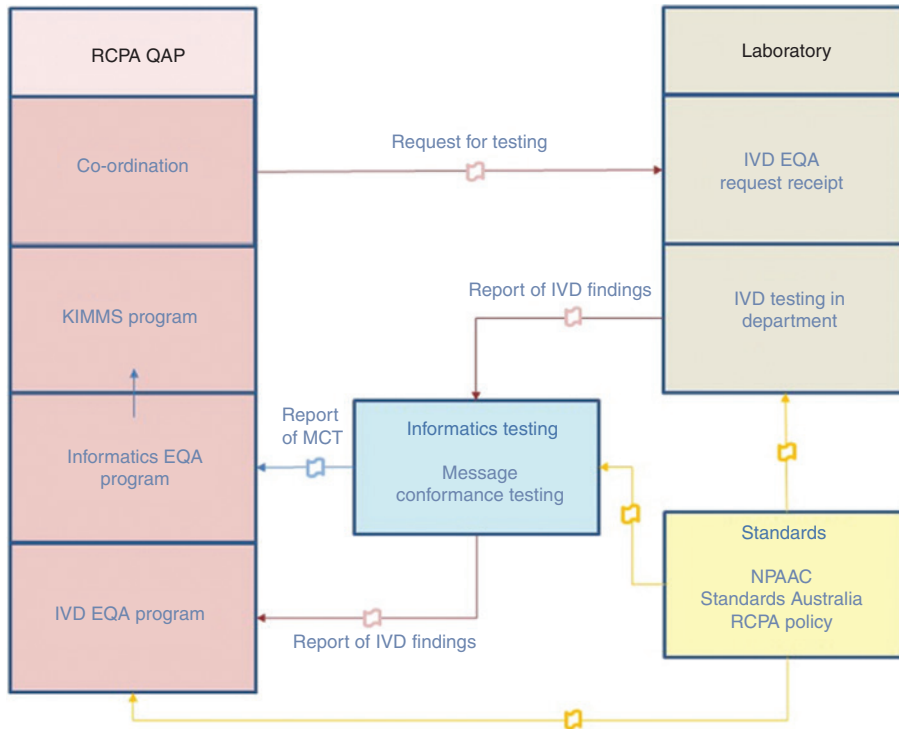 RCPA QAP
Laboratory
Co-ordination
Request for testing
IVD EQA
request receipt
KIMMS program
Report of IVD findings
IVD testing in
department
Report
of MCT
Informatics testing
Message
conformance testing
Informatics EQA
program
Standards
NPAAC
Standards Australia
RCPA policy
IVD EQA program
Report of IVD findings